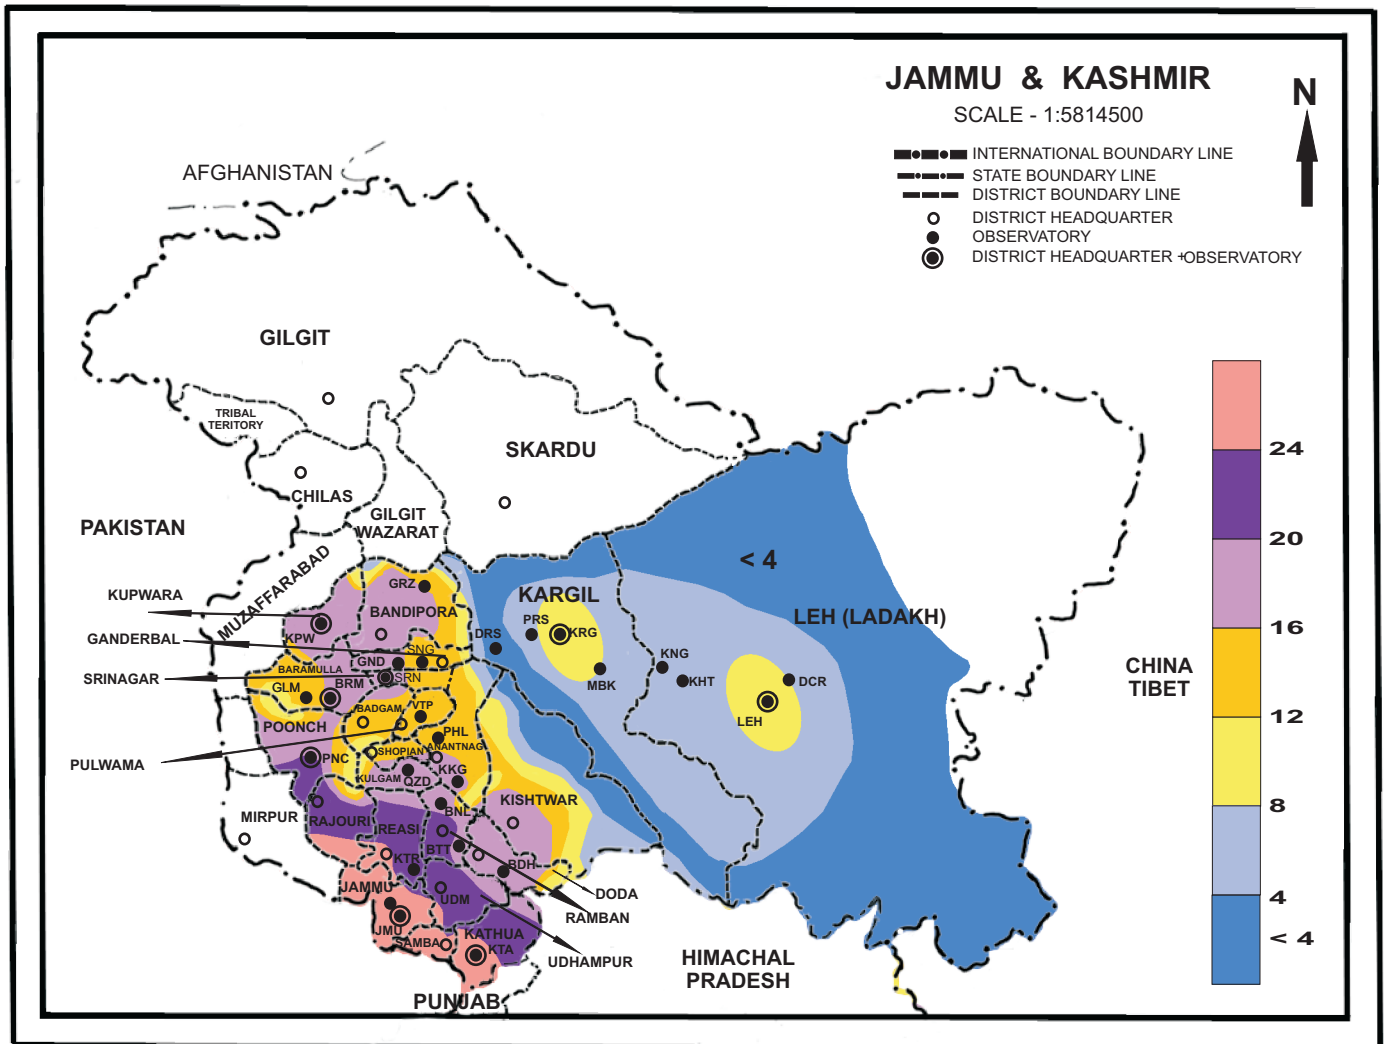 JAMMU & KASHMIR
SCALE - 1:5814500
N
INTERNATIONAL BOUNDARY LINE
STATE BOUNDARY LINE
DISTRICT BOUNDARY LINE
DISTRICT HEADQUARTER
OBSERVATORY
DISTRICT HEADQUARTER +OBSERVATORY
AFGHANISTAN
GILGIT
TRIBAL
TERITORY
SKARDU
CHILAS
GILGIT
WAZARAT
PAKISTAN
MUZAFFARABAD
< 4
KUPWARA
GANDERBAL
SRINAGAR
PULWAMA
GRZ
BANDIPORA
KPW
SNG
GND
BARAMULLA
SRN
GLM
BRM
BADGAM
VTP
POONCH
PHL
ANANTNAG
SHOPIAN
PNC
KULGAM
QZD
KKG
KARGIL
PRS
KRG
DRS
MBK
KNG
KHT
LEH (LADAKH)
DCR
LEH
CHINA
TIBET
MIRPUR
RAJOURI
REASI
BNL
KISHTWAR
BTT
KTR
BDH
JAMMU
UDM
DODA
RAMBAN
JMU
SAMBA
KATHUA
KTA
UDHAMPUR
HIMACHAL
PRADESH
PUNJAB
24
20
16
12
8
4
< 4